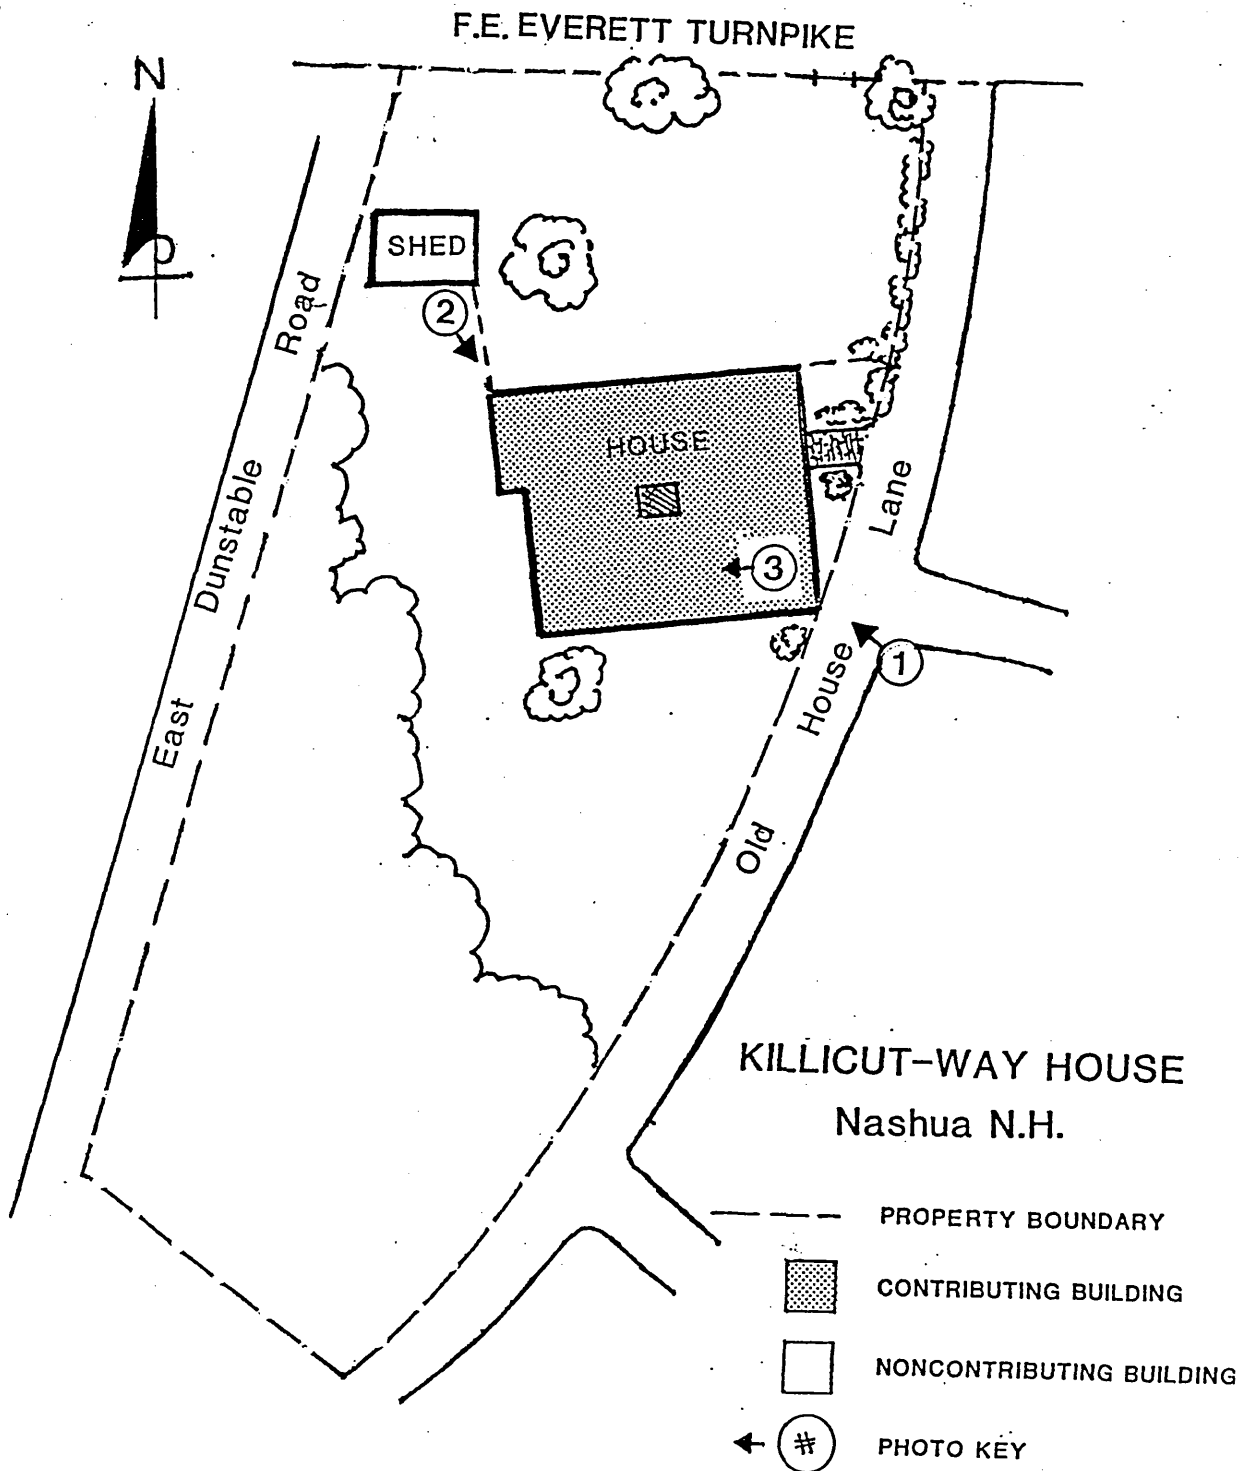 F.E. EVERETT TURNPIKE
N
SHED
2
East Dunstable Road
HOUSE
3
1
Old House Lane
KILLICUT-WAY HOUSE
Nashua N.H.
PROPERTY BOUNDARY
CONTRIBUTING BUILDING
NONCONTRIBUTING BUILDING
# PHOTO KEY